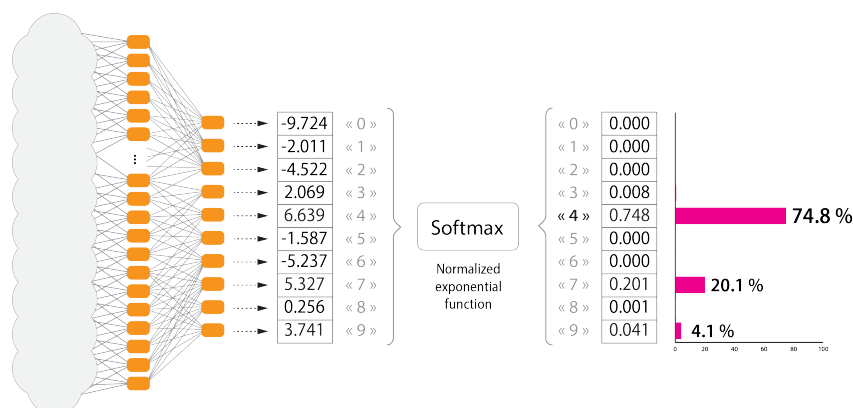 -9.724 « 0 »
-2.011 « 1 »
-4.522 « 2 »
2.069 « 3 »
6.639 « 4 »
-1.587 « 5 »
-5.237 « 6 »
5.327 « 7 »
0.256 « 8 »
3.741 « 9 »
Softmax
Normalized
exponential
function
« 0 » 0.000
« 1 » 0.000
« 2 » 0.000
« 3 » 0.008
« 4 » 0.748 74.8 %
« 5 » 0.000
« 6 » 0.000
« 7 » 0.201 20.1 %
« 8 » 0.001
« 9 » 0.041 4.1 %
0 20 40 60 80 100